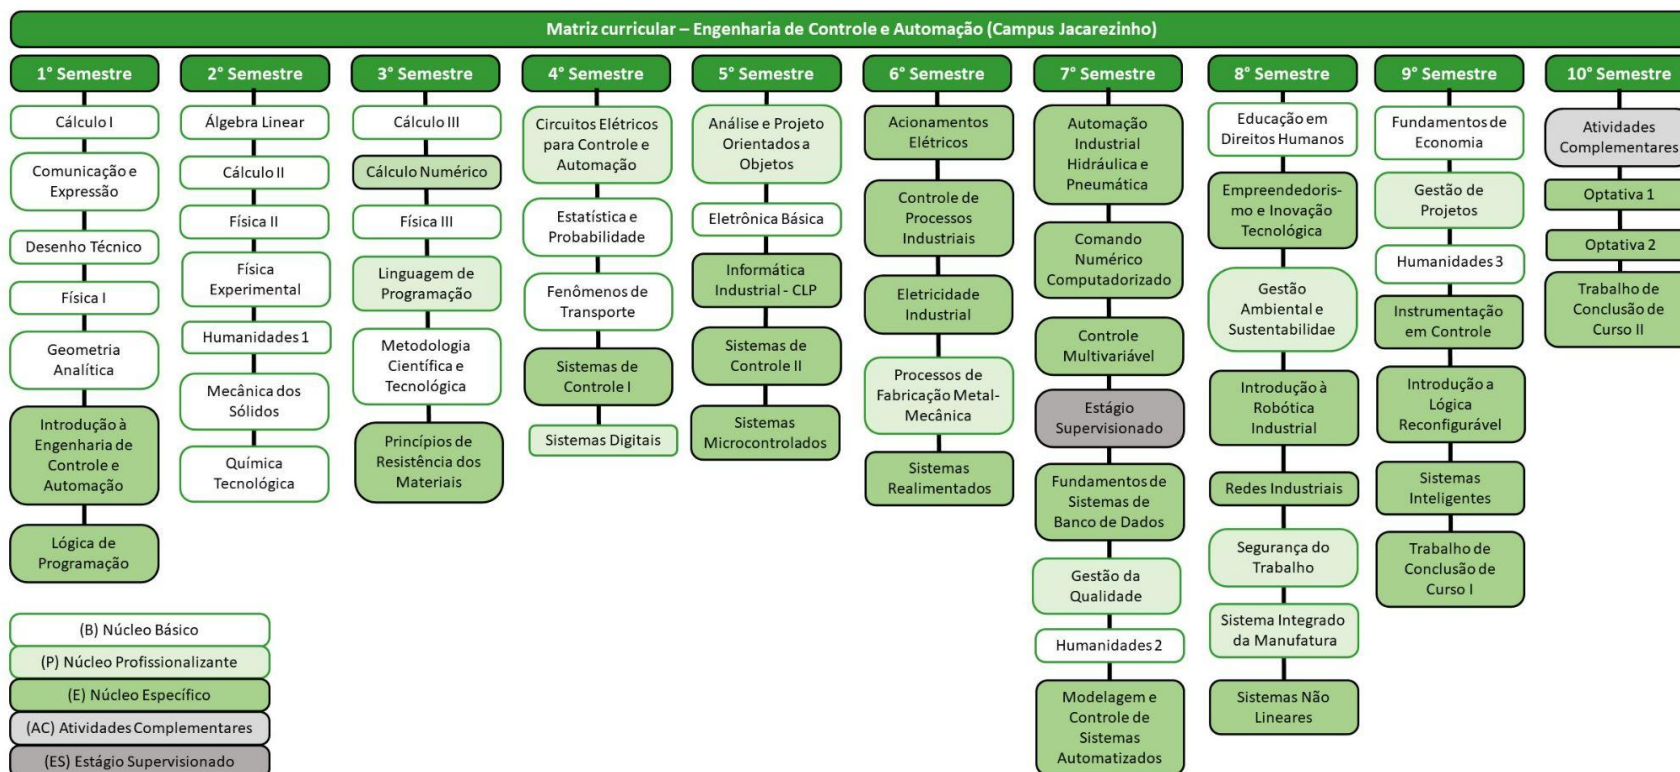 Matriz curricular – Engenharia de Controle e Automação (Campus Jacarezinho)
1° Semestre
Cálculo I
Comunicação e
Expressão
Desenho Técnico
Física I
Geometria
Analítica
Introdução à
Engenharia de
Controle e
Automação
Lógica de
Programação
2° Semestre
Álgebra Linear
Cálculo II
Física II
Física
Experimental
Humanidades 1
Mecânica dos
Sólidos
Química
Tecnológica
3° Semestre
Cálculo III
Cálculo Numérico
Física III
Linguagem de
Programação
Metodologia
Científica e
Tecnológica
Princípios de
Resistência dos
Materiais
4° Semestre
Circuitos Elétricos
para Controle e
Automação
Estatística e
Probabilidade
Fenômenos de
Transporte
Sistemas de
Controle I
Sistemas Digitais
5° Semestre
Análise e Projeto
Orientados a
Objetos
Eletrônica Básica
Informática
Industrial - CLP
Sistemas de
Controle II
Sistemas
Microcontrolados
6° Semestre
Acionamentos
Elétricos
Controle de
Processos
Industriais
Eletricidade
Industrial
Processos de
Fabricação Metal-
Mecânica
Sistemas
Realimentados
7° Semestre
Automação
Industrial
Hidráulica e
Pneumática
Comando
Numérico
Computadorizado
Controle
Multivariável
Estágio
Supervisionado
Fundamentos de
Sistemas de
Banco de Dados
Gestão da
Qualidade
Humanidades 2
Modelagem e
Controle de
Sistemas
Automatizados
8° Semestre
Educação em
Direitos Humanos
Empreendedoris-
mo e Inovação
Tecnológica
Gestão
Ambiental e
Sustentabilidae
Introdução à
Robótica
Industrial
Redes Industriais
Segurança do
Trabalho
Sistema Integrado
da Manufatura
Sistemas Não
Lineares
9° Semestre
Fundamentos de
Economia
Gestão de
Projetos
Humanidades 3
Instrumentação
em Controle
Introdução a
Lógica
Reconfigurável
Sistemas
Inteligentes
Trabalho de
Conclusão de
Curso I
10° Semestre
Atividades
Complementares
Optativa 1
Optativa 2
Trabalho de
Conclusão de
Curso II
(B) Núcleo Básico
(P) Núcleo Profissionalizante
(E) Núcleo Específico
(AC) Atividades Complementares
(ES) Estágio Supervisionado